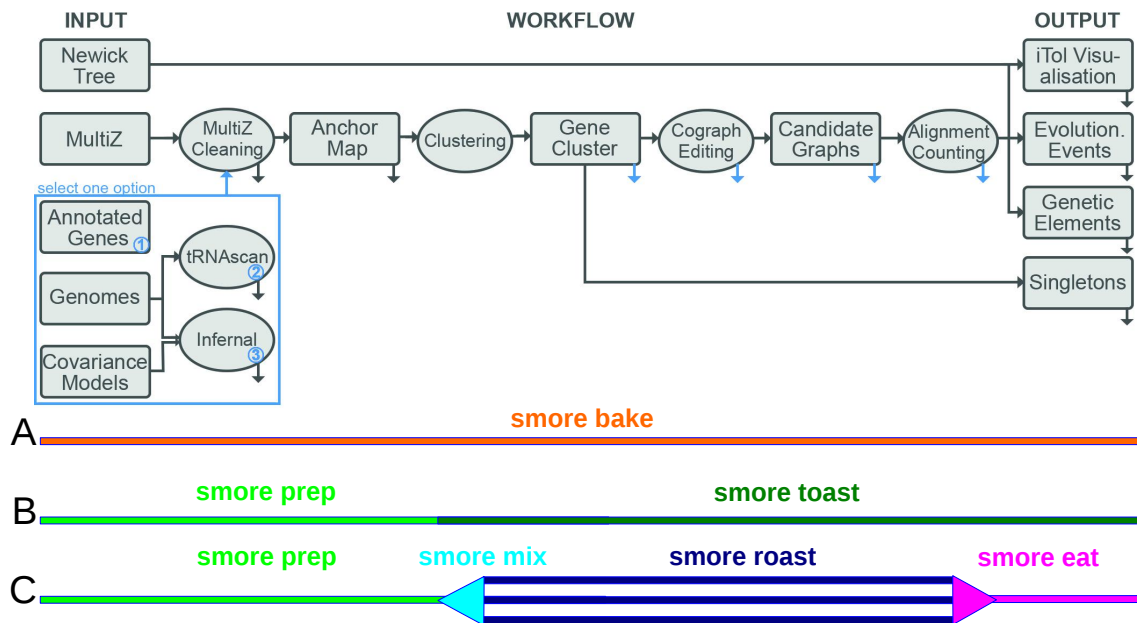 INPUT
WORKFLOW
OUTPUT
Newick
Tree
iTol Visu-
alisation
MultiZ
MultiZ
Cleaning
Anchor
Map
Clustering
Gene
Cluster
Cograph
Editing
Candidate
Graphs
Alignment
Counting
Evolution.
Events
select one option
Annotated
Genes
1
tRNAscan
2
Genetic
Elements
Genomes
Singletons
Infernal
3
Covariance
Models
smore bake
A
smore prep
smore toast
B
smore prep
smore mix
smore roast
smore eat
C